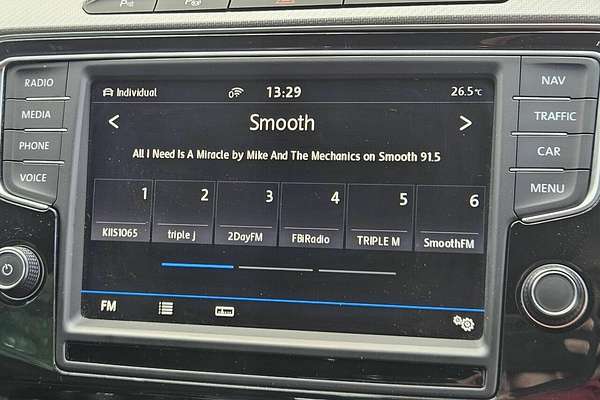 RADIO
MEDIA
PHONE
VOICE
NAV
TRAFFIC
CAR
MENU
Individual
0
13:29
26.5°C
< Smooth >
All I Need Is A Miracle by Mike And The Mechanics on Smooth 91.5
1 2 3 4 5 6
KIIS1065 triple j 2DayFM FBiRadio TRIPLE M SmoothFM
FM